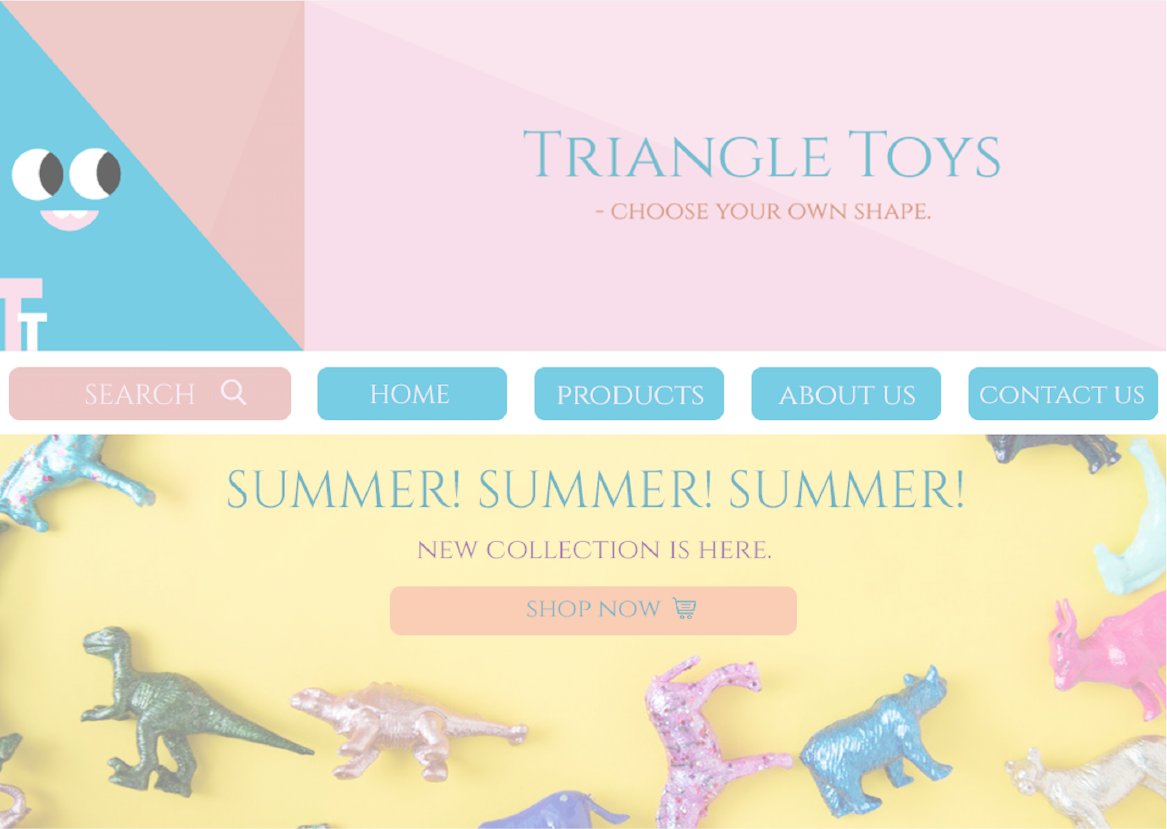 TRIANGLE TOYS
- CHOOSE YOUR OWN SHAPE.
TT
SEARCH
HOME
PRODUCTS
ABOUT US
CONTACT US
SUMMER! SUMMER! SUMMER!
NEW COLLECTION IS HERE.
SHOP NOW